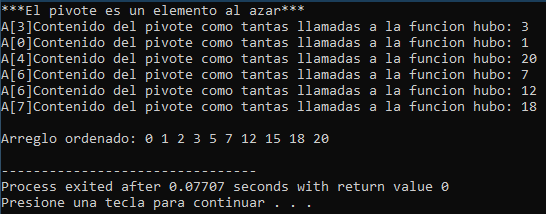 ***El pivote es un elemento al azar***
A[3]Contenido del pivote como tantas llamadas a la funcion hubo: 3
A[0]Contenido del pivote como tantas llamadas a la funcion hubo: 1
A[4]Contenido del pivote como tantas llamadas a la funcion hubo: 20
A[6]Contenido del pivote como tantas llamadas a la funcion hubo: 7
A[6]Contenido del pivote como tantas llamadas a la funcion hubo: 12
A[7]Contenido del pivote como tantas llamadas a la funcion hubo: 18
Arreglo ordenado: 0 1 2 3 5 7 12 15 18 20
--------------------------------
Process exited after 0.07707 seconds with return value 0
Presione una tecla para continuar . . .